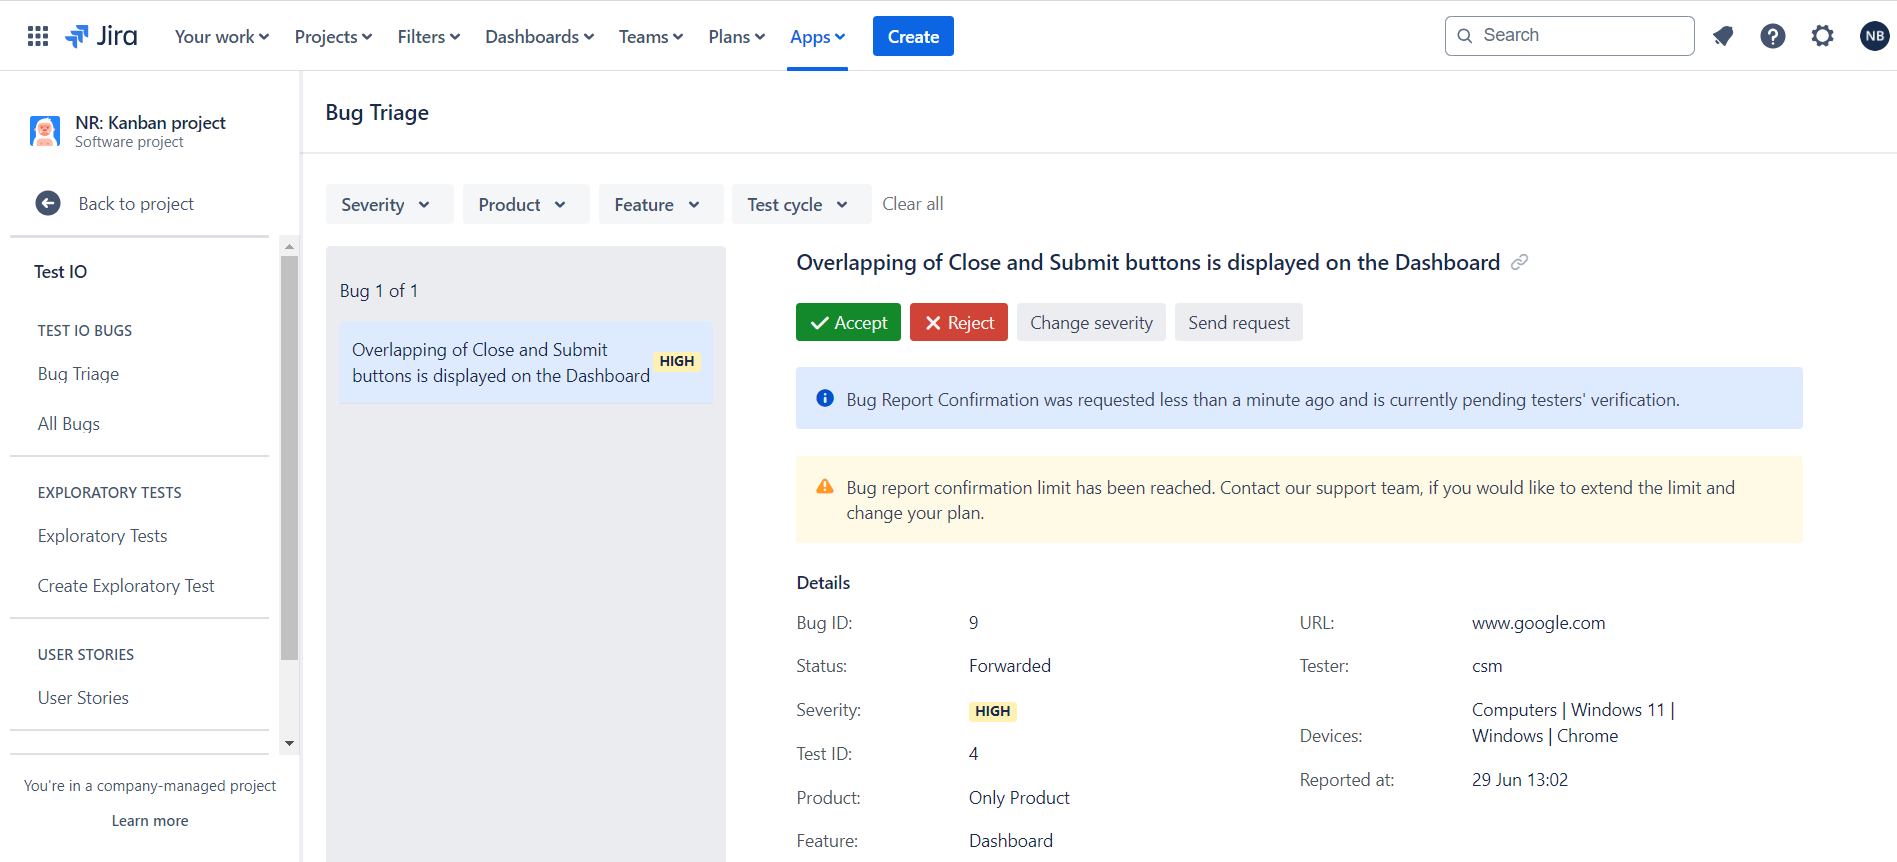 Jira Your work Projects Filters Dashboards Teams Plans Apps Create Search NB
NR: Kanban project
Software project
Back to project
Test IO
TEST IO BUGS
Bug Triage
All Bugs
EXPLORATORY TESTS
Exploratory Tests
Create Exploratory Test
USER STORIES
User Stories
You're in a company-managed project
Learn more
Bug Triage
Severity Product Feature Test cycle Clear all
Bug 1 of 1
Overlapping of Close and Submit
buttons is displayed on the Dashboard
HIGH
Overlapping of Close and Submit buttons is displayed on the Dashboard
Accept Reject Change severity Send request
Bug Report Confirmation was requested less than a minute ago and is currently pending testers' verification.
Bug report confirmation limit has been reached. Contact our support team, if you would like to extend the limit and
change your plan.
Details
Bug ID: 9
Status: Forwarded
Severity: HIGH
Test ID: 4
Product: Only Product
Feature: Dashboard
URL: www.google.com
Tester: csm
Devices: Computers | Windows 11 |
Windows | Chrome
Reported at: 29 Jun 13:02